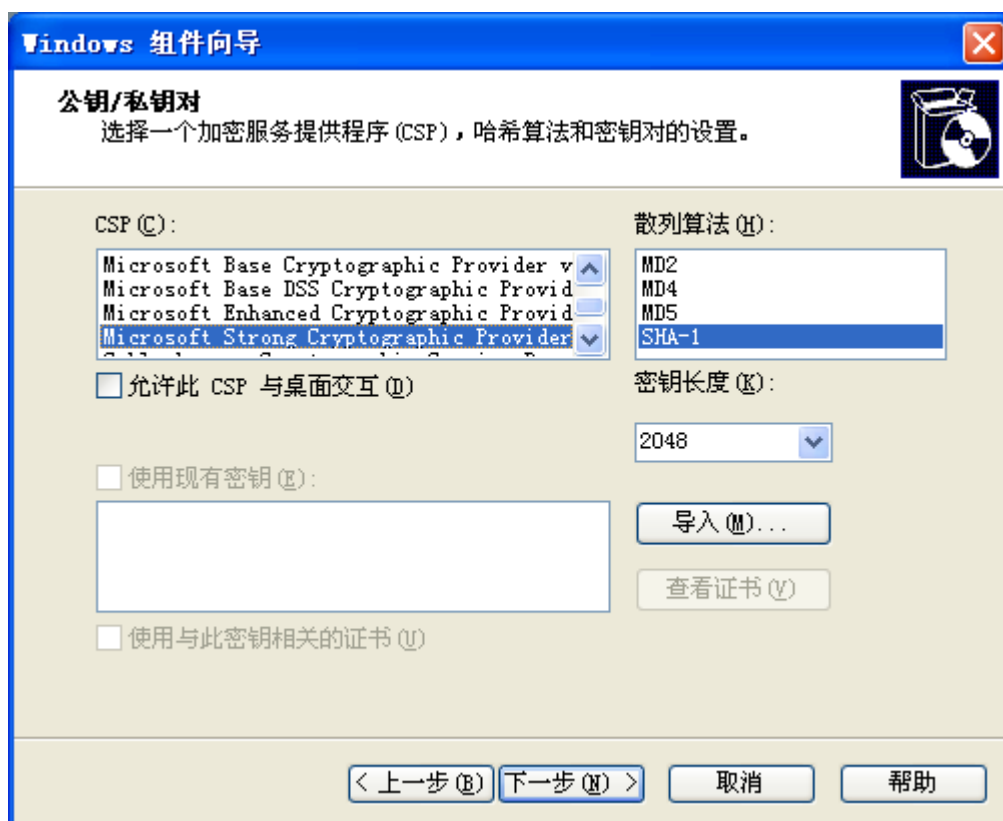 Windows 组件向导
公钥/私钥对
选择一个加密服务提供程序(CSP)，哈希算法和密钥对的设置。
CSP(C):
Microsoft Base Cryptographic Provider v
Microsoft Base DSS Cryptographic Provid
Microsoft Enhanced Cryptographic Provid
Microsoft Strong Cryptographic Provider
散列算法(H):
MD2
MD4
MD5
SHA-1
允许此 CSP 与桌面交互(D)
密钥长度(K):
2048
使用现有密钥(E):
导入(M)...
查看证书(V)
使用与此密钥相关的证书(U)
< 上一步(B)
下一步(N) >
取消
帮助